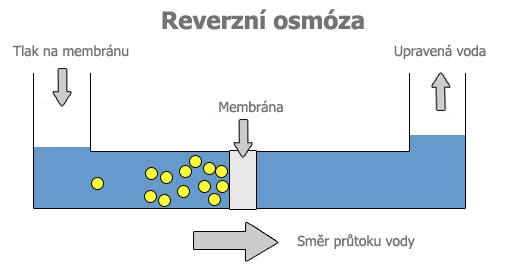 Reverzní osmóza
Tlak na membránu
Upravená voda
Membrána
Směr průtoku vody